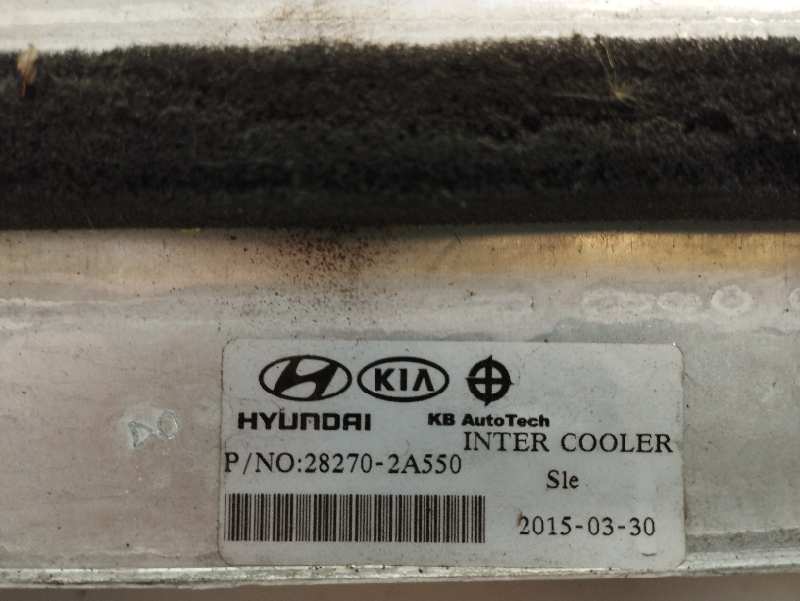 KIA
HYUNDAI KB AutoTech
INTER COOLER
P/NO:28270-2A550
Sle
2015-03-30